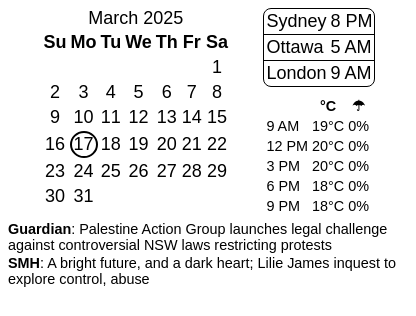 March 2025
Su Mo Tu We Th Fr Sa
1
2 3 4 5 6 7 8
9 10 11 12 13 14 15
16 17 18 19 20 21 22
23 24 25 26 27 28 29
30 31
Sydney 8 PM
Ottawa 5 AM
London 9 AM
°C ☂
9 AM 19°C 0%
12 PM 20°C 0%
3 PM 20°C 0%
6 PM 18°C 0%
9 PM 18°C 0%
Guardian: Palestine Action Group launches legal challenge
against controversial NSW laws restricting protests
SMH: A bright future, and a dark heart; Lilie James inquest to
explore control, abuse